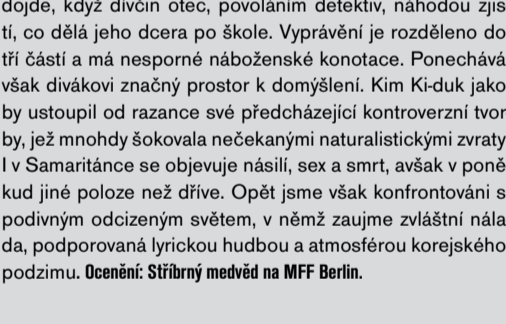 dojde, když dívčin otec, povoláním detektiv, náhodou zjis
tí, co dělá jeho dcera po škole. Vyprávění je rozděleno do
tří částí a má nesporné náboženské konotace. Ponechává
však divákovi značný prostor k domýšlení. Kim Ki-duk jako
by ustoupil od razance své předcházející kontroverzní tvor
by, jež mnohdy šokovala nečekanými naturalistickými zvraty
I v Samaritánce se objevuje násilí, sex a smrt, avšak v poně
kud jiné poloze než dříve. Opět jsme však konfrontováni s
podivným odcizeným světem, v němž zaujme zvláštní nála
da, podporovaná lyrickou hudbou a atmosférou korejského
podzimu. Ocenění: Stříbrný medvěd na MFF Berlin.